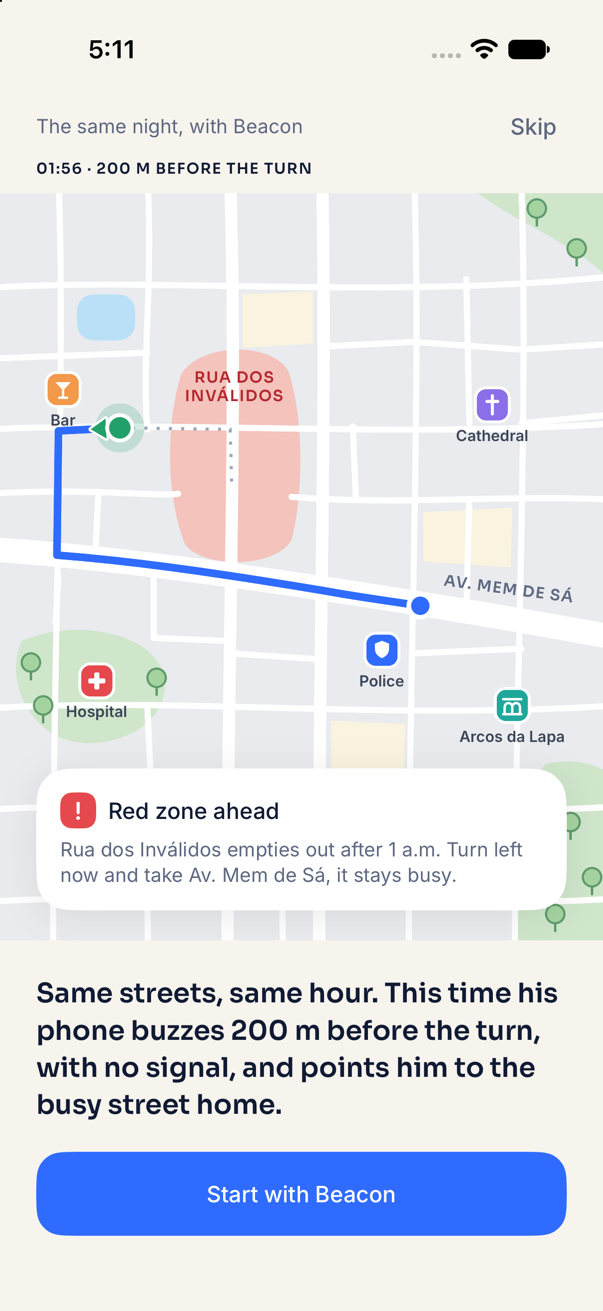 5:11
The same night, with Beacon
Skip
01:56 · 200 M BEFORE THE TURN
RUA DOS
INVÁLIDOS
Bar
Cathedral
AV. MEM DE SÁ
Police
Hospital
Arcos da Lapa
Red zone ahead
Rua dos Inválidos empties out after 1 a.m. Turn left
now and take Av. Mem de Sá, it stays busy.
Same streets, same hour. This time his
phone buzzes 200 m before the turn,
with no signal, and points him to the
busy street home.
Start with Beacon